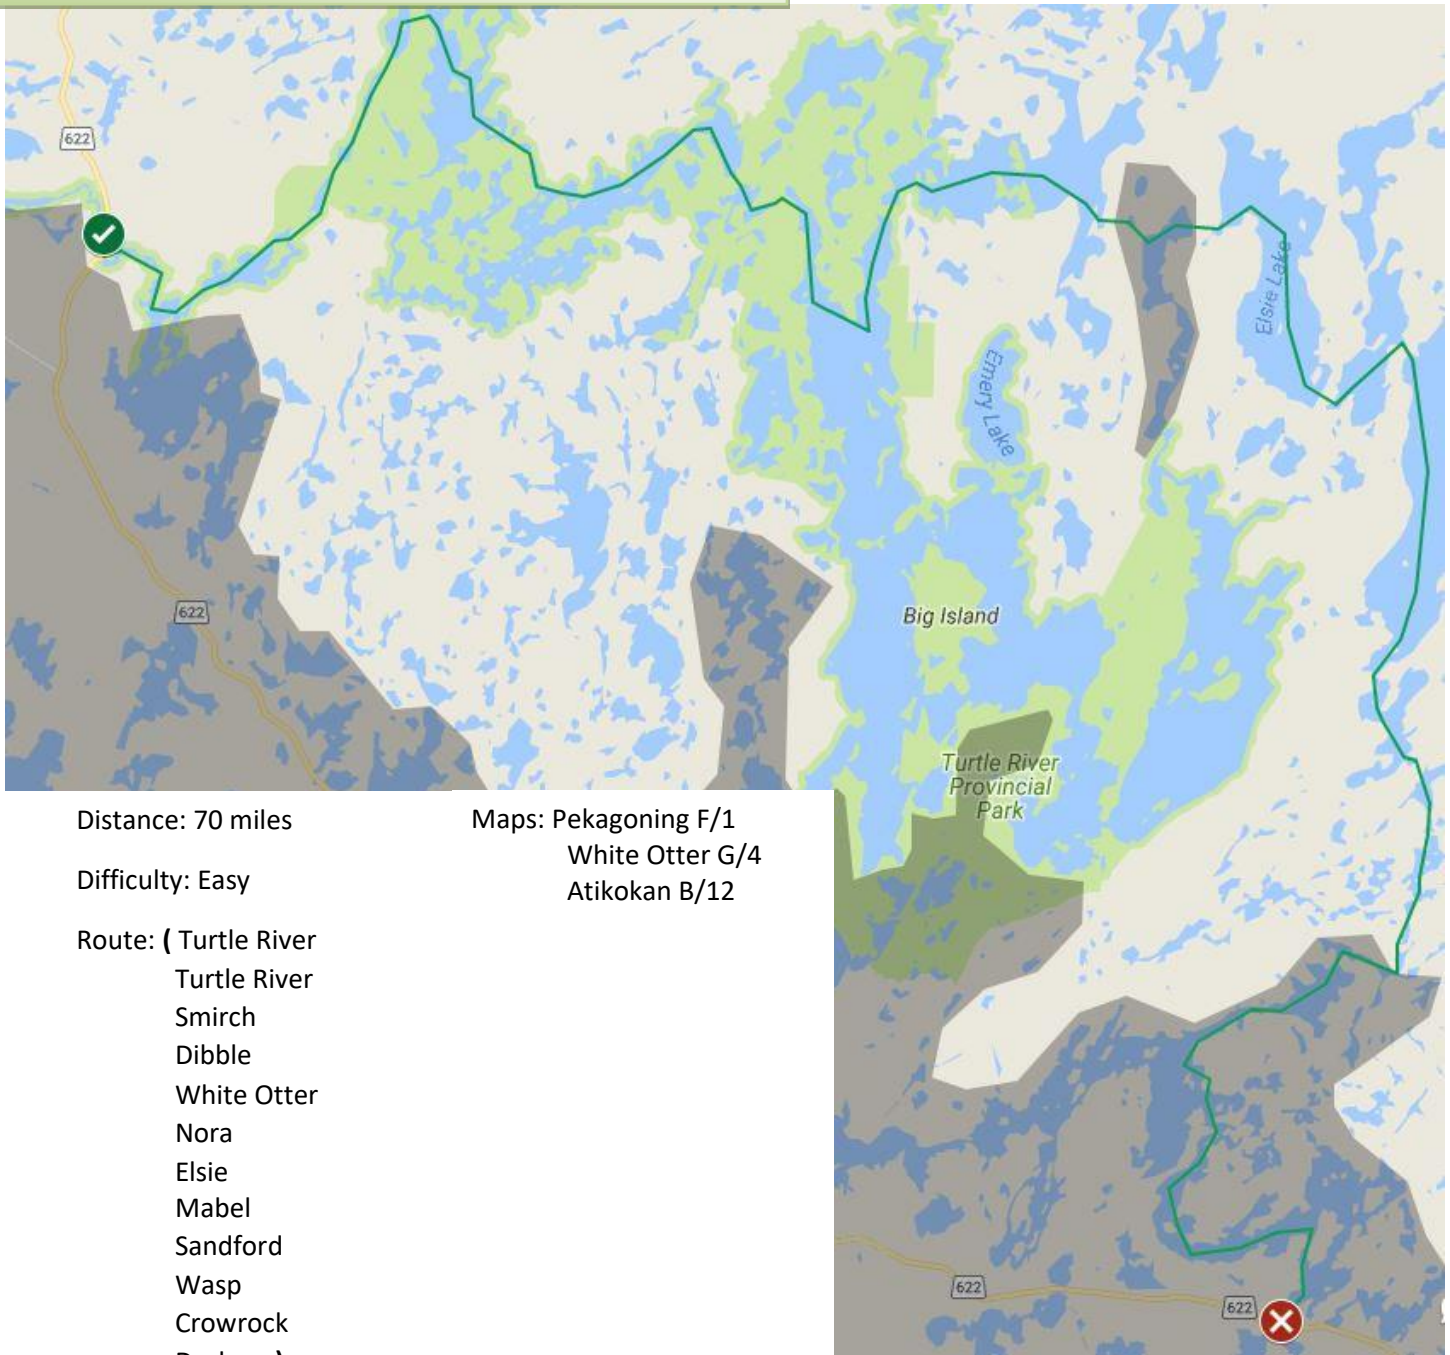 622
Elsie Lake
Emery Lake
622
Big Island
Turtle River
Provincial
Park
Distance: 70 miles
Difficulty: Easy
Route: ( Turtle River
Turtle River
Smirch
Dibble
White Otter
Nora
Elsie
Mabel
Sandford
Wasp
Crowrock
Maps: Pekagoning F/1
White Otter G/4
Atikokan B/12
622
622